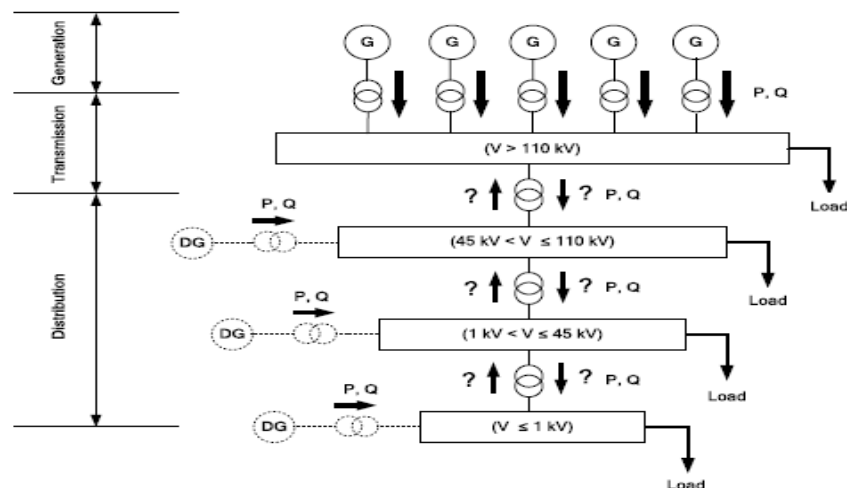 Generation
G G G G G
P, Q
Transmission
(V > 110 kV)
Load
? ? P, Q
P, Q
DG
(45 kV < V ≤ 110 kV)
Load
Distribution
? ? P, Q
P, Q
DG
(1 kV < V ≤ 45 kV)
Load
? ? P, Q
P, Q
DG
(V ≤ 1 kV)
Load